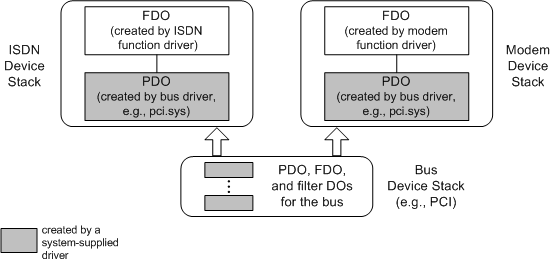 FDO
(created by ISDN
function driver)
ISDN
Device
Stack
PDO
(created by bus driver,
e.g., pci.sys)
FDO
(created by modem
function driver)
Modem
Device
Stack
PDO
(created by bus driver,
e.g., pci.sys)
PDO, FDO,
and filter DOs
for the bus
Bus
Device Stack
(e.g., PCI)
created by a
system-supplied
driver